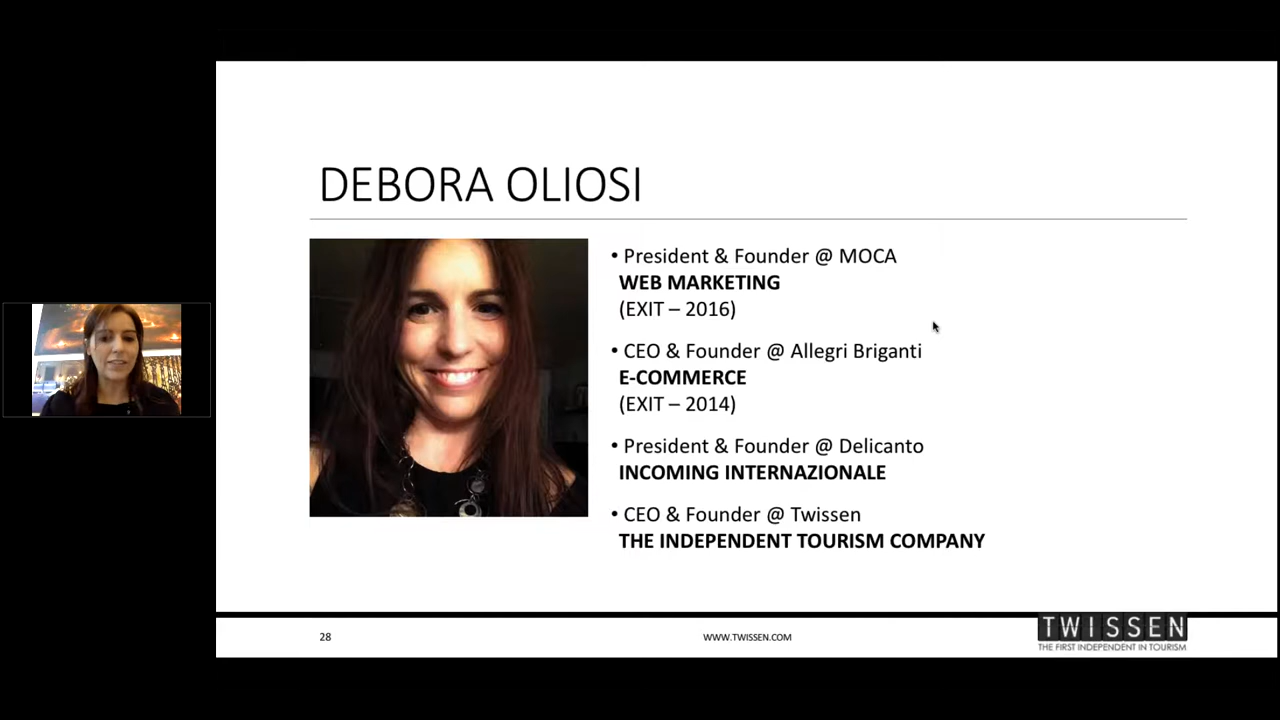 DEBORA OLIOSI
• President & Founder @ MOCA
WEB MARKETING
(EXIT – 2016)
• CEO & Founder @ Allegri Briganti
E-COMMERCE
(EXIT – 2014)
• President & Founder @ Delicanto
INCOMING INTERNAZIONALE
• CEO & Founder @ Twissen
THE INDEPENDENT TOURISM COMPANY
28
WWW.TWISSEN.COM
TWISSEN
THE FIRST INDEPENDENT IN TOURISM